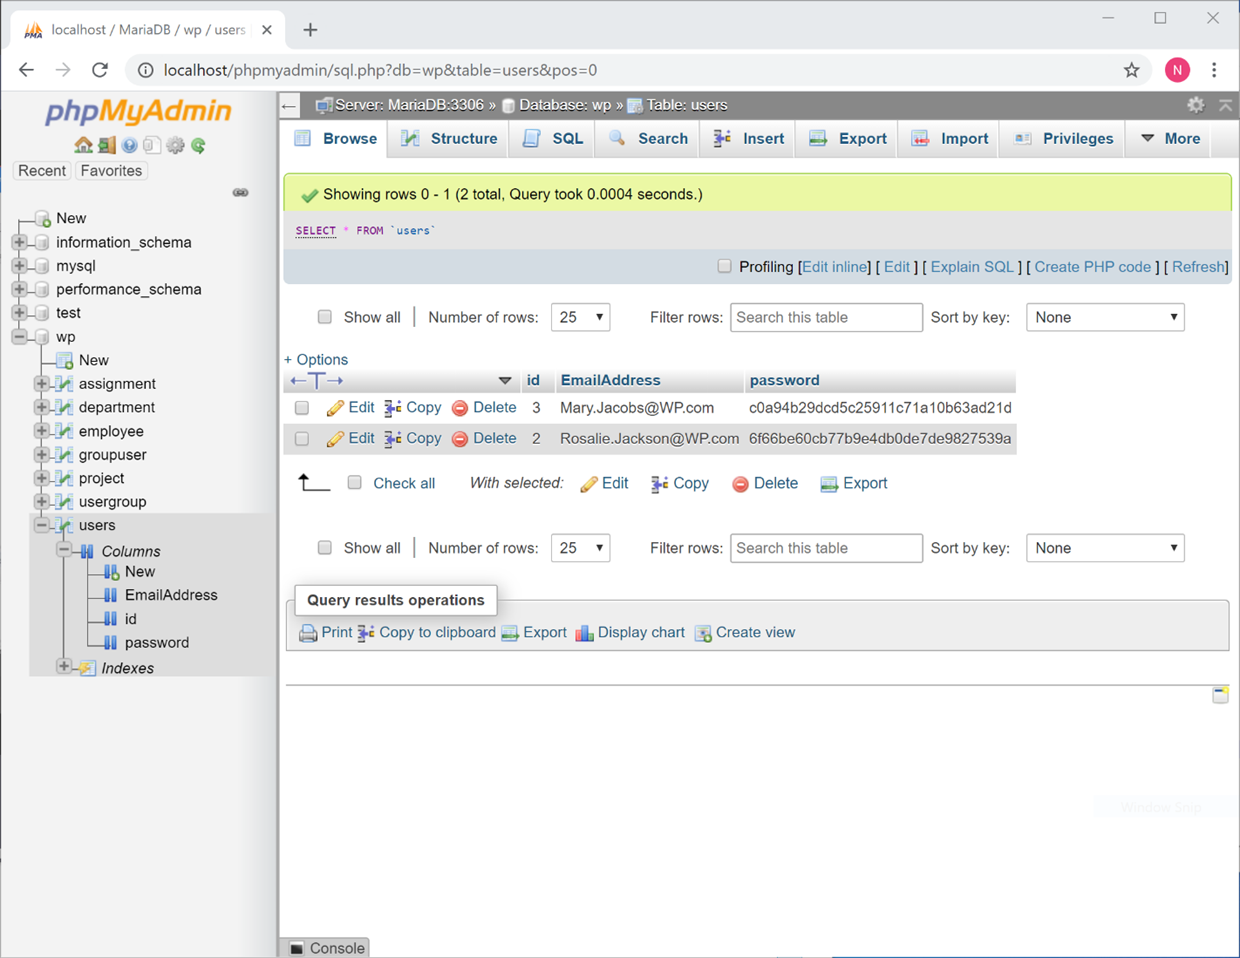 localhost / MariaDB / wp / users
localhost/phpmyadmin/sql.php?db=wp&table=users&pos=0
N
phpMyAdmin
Recent Favorites
New
information_schema
mysql
performance_schema
test
wp
New
assignment
department
employee
groupuser
project
usergroup
users
Columns
New
EmailAddress
id
password
Indexes
Server: MariaDB:3306 » Database: wp » Table: users
Browse Structure SQL Search Insert Export Import Privileges More
Showing rows 0 - 1 (2 total, Query took 0.0004 seconds.)
SELECT * FROM `users`
Profiling [Edit inline] [ Edit ] [ Explain SQL ] [ Create PHP code ] [ Refresh]
Show all | Number of rows: 25 Filter rows: Search this table Sort by key: None
+ Options
←T→ id EmailAddress password
Edit Copy Delete 3 Mary.Jacobs@WP.com c0a94b29dcd5c25911c71a10b63ad21d
Edit Copy Delete 2 Rosalie.Jackson@WP.com 6f66be60cb77b9e4db0de7de9827539a
Check all With selected: Edit Copy Delete Export
Show all | Number of rows: 25 Filter rows: Search this table Sort by key: None
Query results operations
Print Copy to clipboard Export Display chart Create view
Window Snip
Console